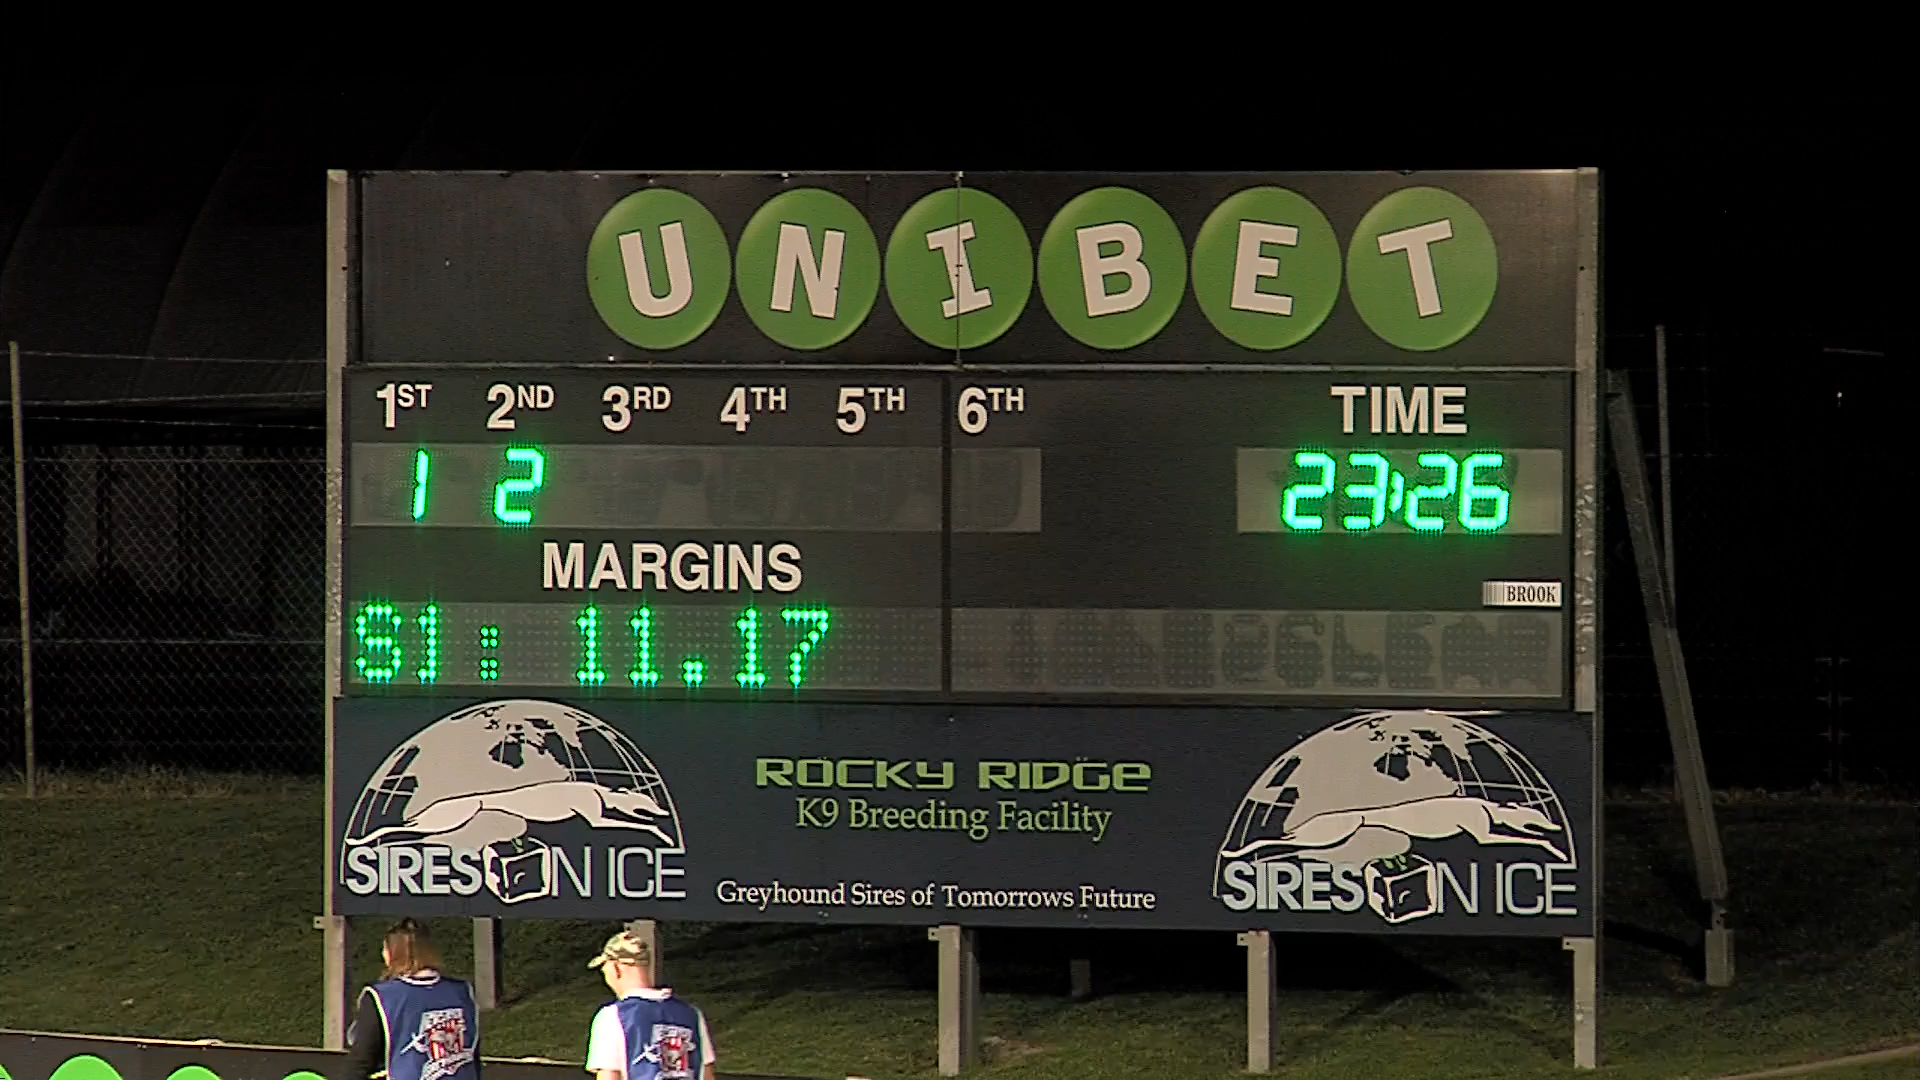 UNIBET
1ST 2ND 3RD 4TH 5TH 6TH TIME
1 2 23:26
MARGINS
BROOK
S1: 11.17
ROCKY RIDGE
K9 Breeding Facility
SIRES ON ICE
Greyhound Sires of Tomorrows Future
SIRES ON ICE